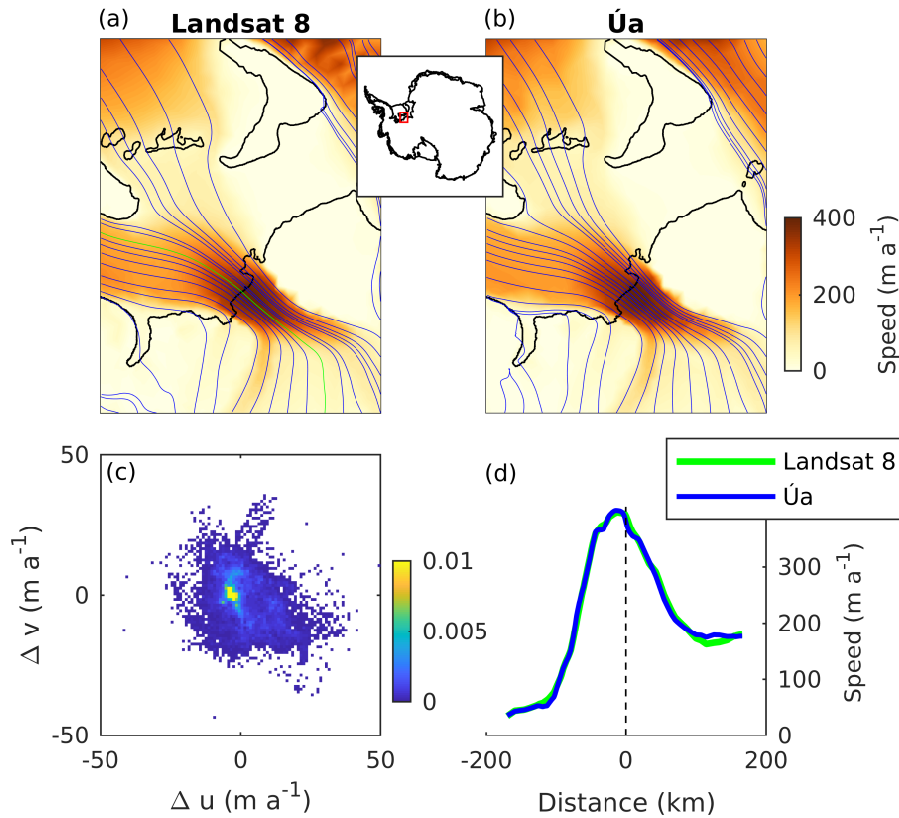 (a)
Landsat 8
(b)
Úa
400
200
0
Speed (m a⁻¹)
(c)
50
0
-50
-50
0
50
Δ v (m a⁻¹)
Δ u (m a⁻¹)
0.01
0.005
0
(d)
Landsat 8
Úa
300
200
100
0
Speed (m a⁻¹)
-200
0
200
Distance (km)